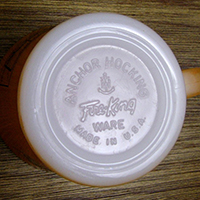 ANCHOR HOCKING
Fire-King
WARE
MADE IN U.S.A.